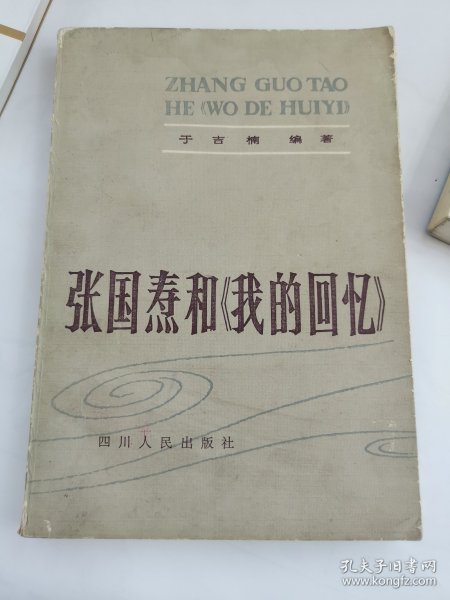 ZHANG GUO TAO
HE《WO DE HUIYI》
于吉楠 编著
张国焘和《我的回忆》
四川人民出版社
孔夫子旧书网
www.kongfz.com